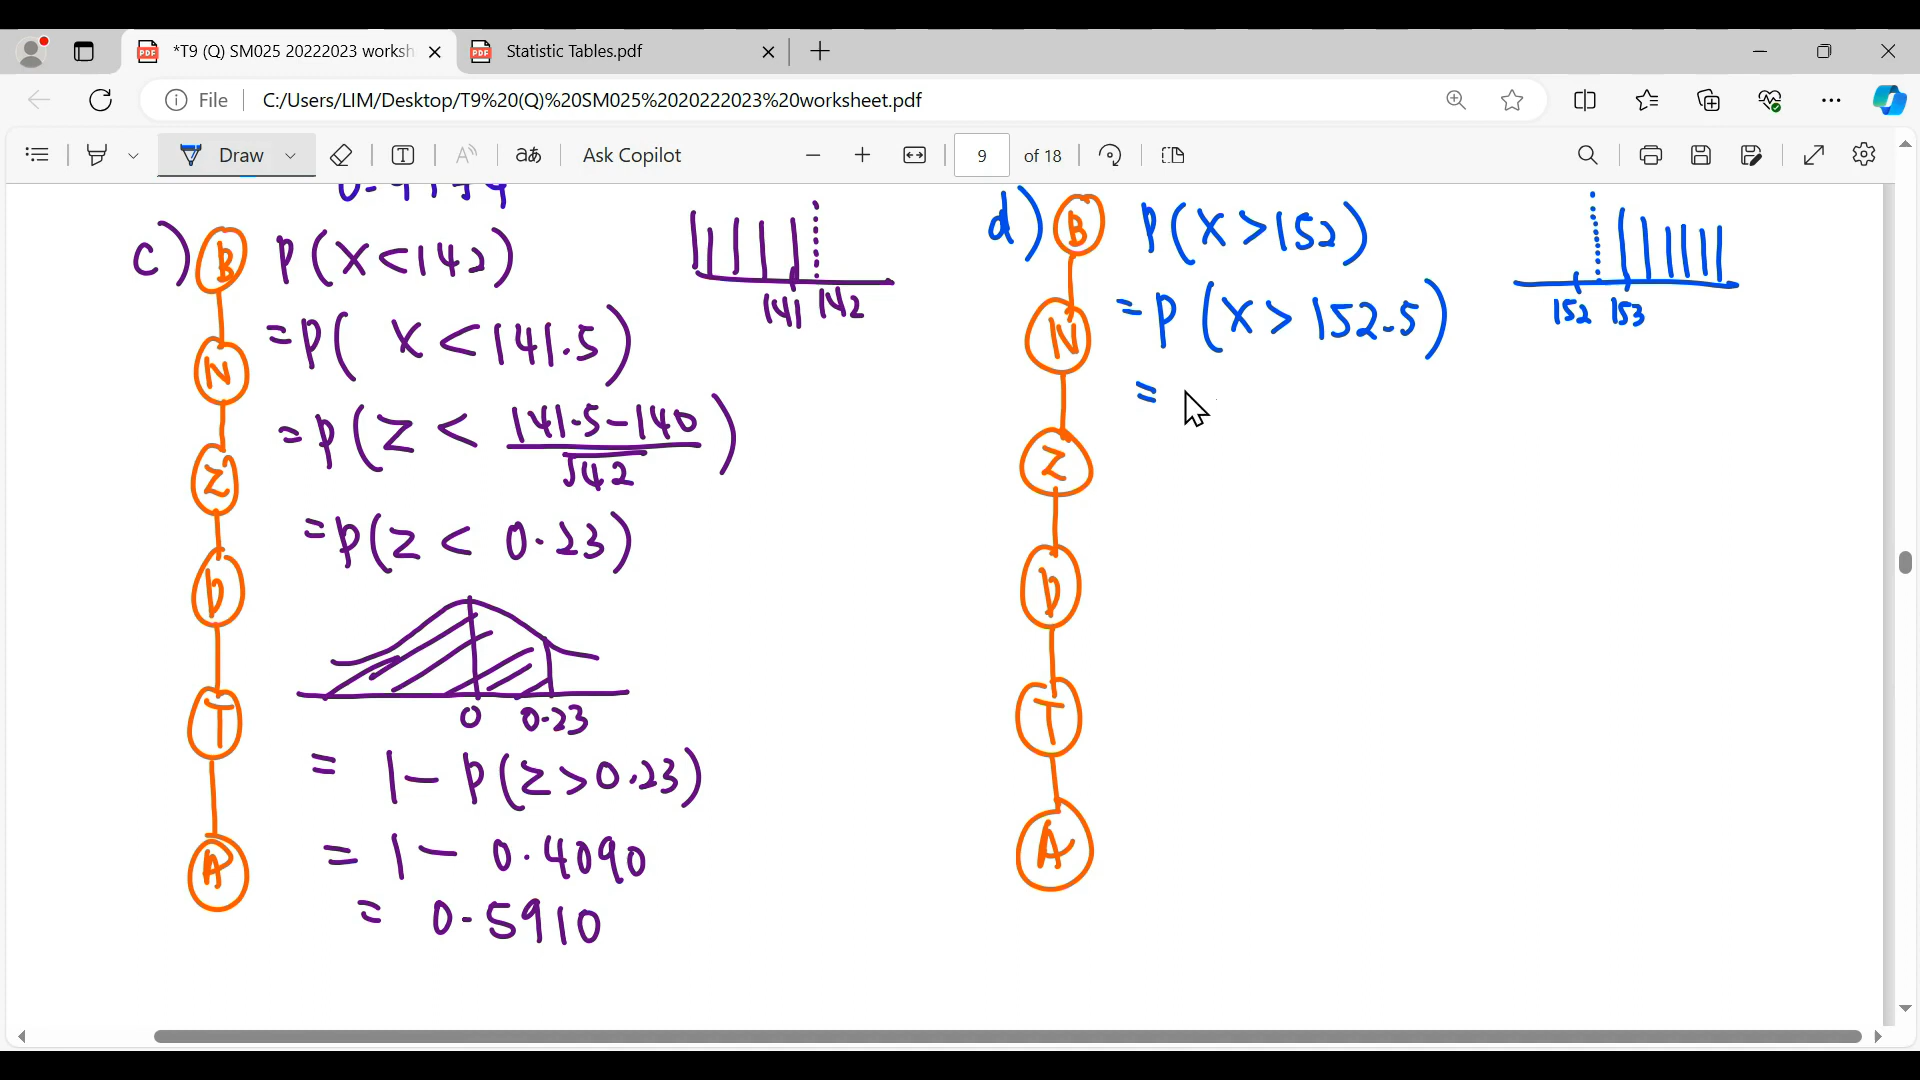 *T9 (Q) SM025 20222023 worksh
Statistic Tables.pdf
File
C:/Users/LIM/Desktop/T9%20(Q)%20SM025%2020222023%20worksheet.pdf
Draw
Ask Copilot
9 of 18
c) B P(X<142)
141 142
N =P( X<141.5)
Z =P(Z < 141.5-140 / √42)
=P(Z < 0.23)
D
0 0.23
T = 1-P(Z>0.23)
= 1- 0.4090
A = 0.5910
d) B P(X>152)
152 153
N =P(X>152.5)
=
Z
D
T
A